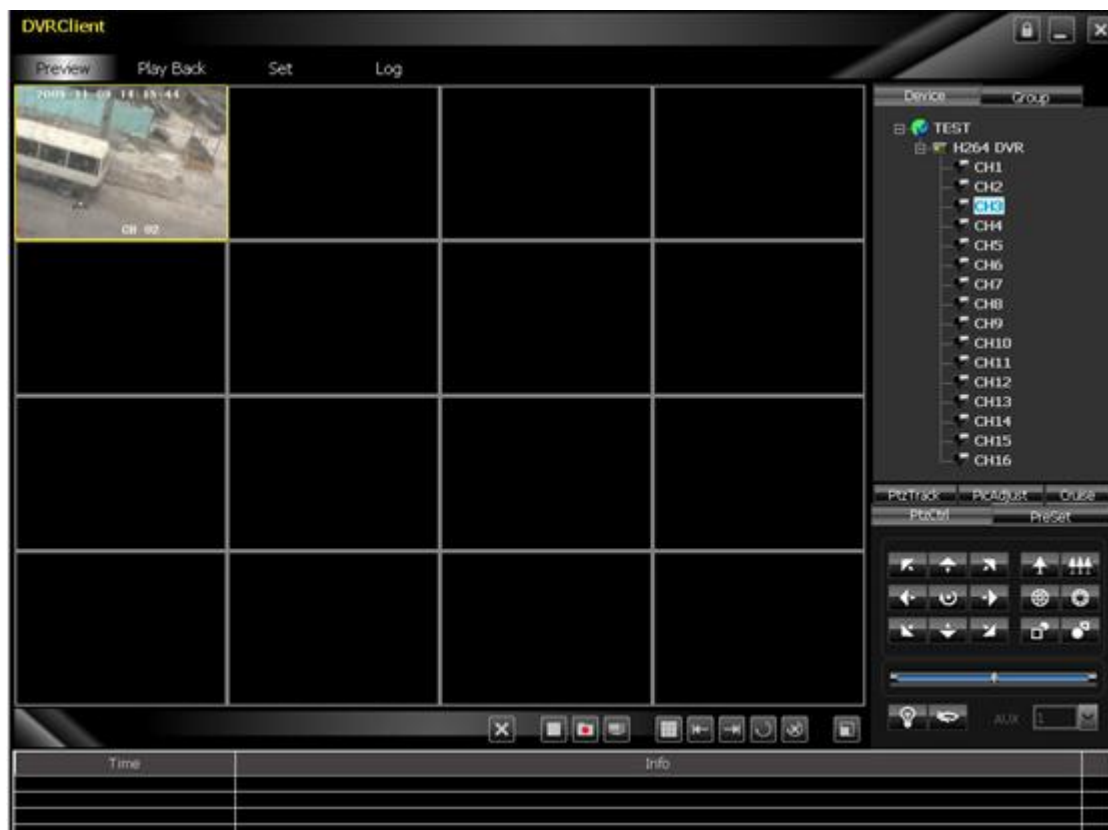 DVRClient
Preview Play Back Set Log
Device Group
TEST
H264 DVR
CH1
CH2
CH3
CH4
CH5
CH6
CH7
CH8
CH9
CH10
CH11
CH12
CH13
CH14
CH15
CH16
CH 02
PtzTrack PicAdjust Cruise
PtzCtrl PreSet
AUX 1
Time Info